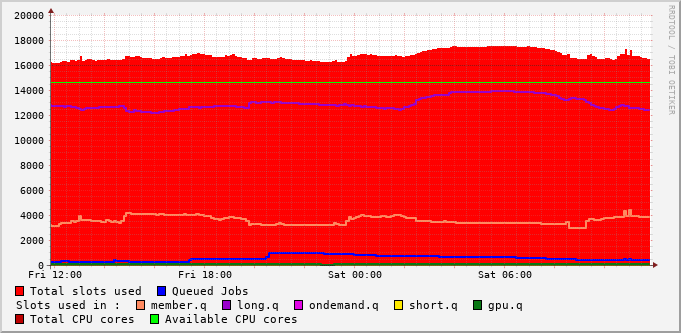 20000
18000
16000
14000
12000
10000
8000
6000
4000
2000
0
Fri 12:00 Fri 18:00 Sat 00:00 Sat 06:00
Total slots used Queued Jobs
Slots used in : member.q long.q ondemand.q short.q gpu.q
Total CPU cores Available CPU cores
RRDTOOL / TOBI OETIKER